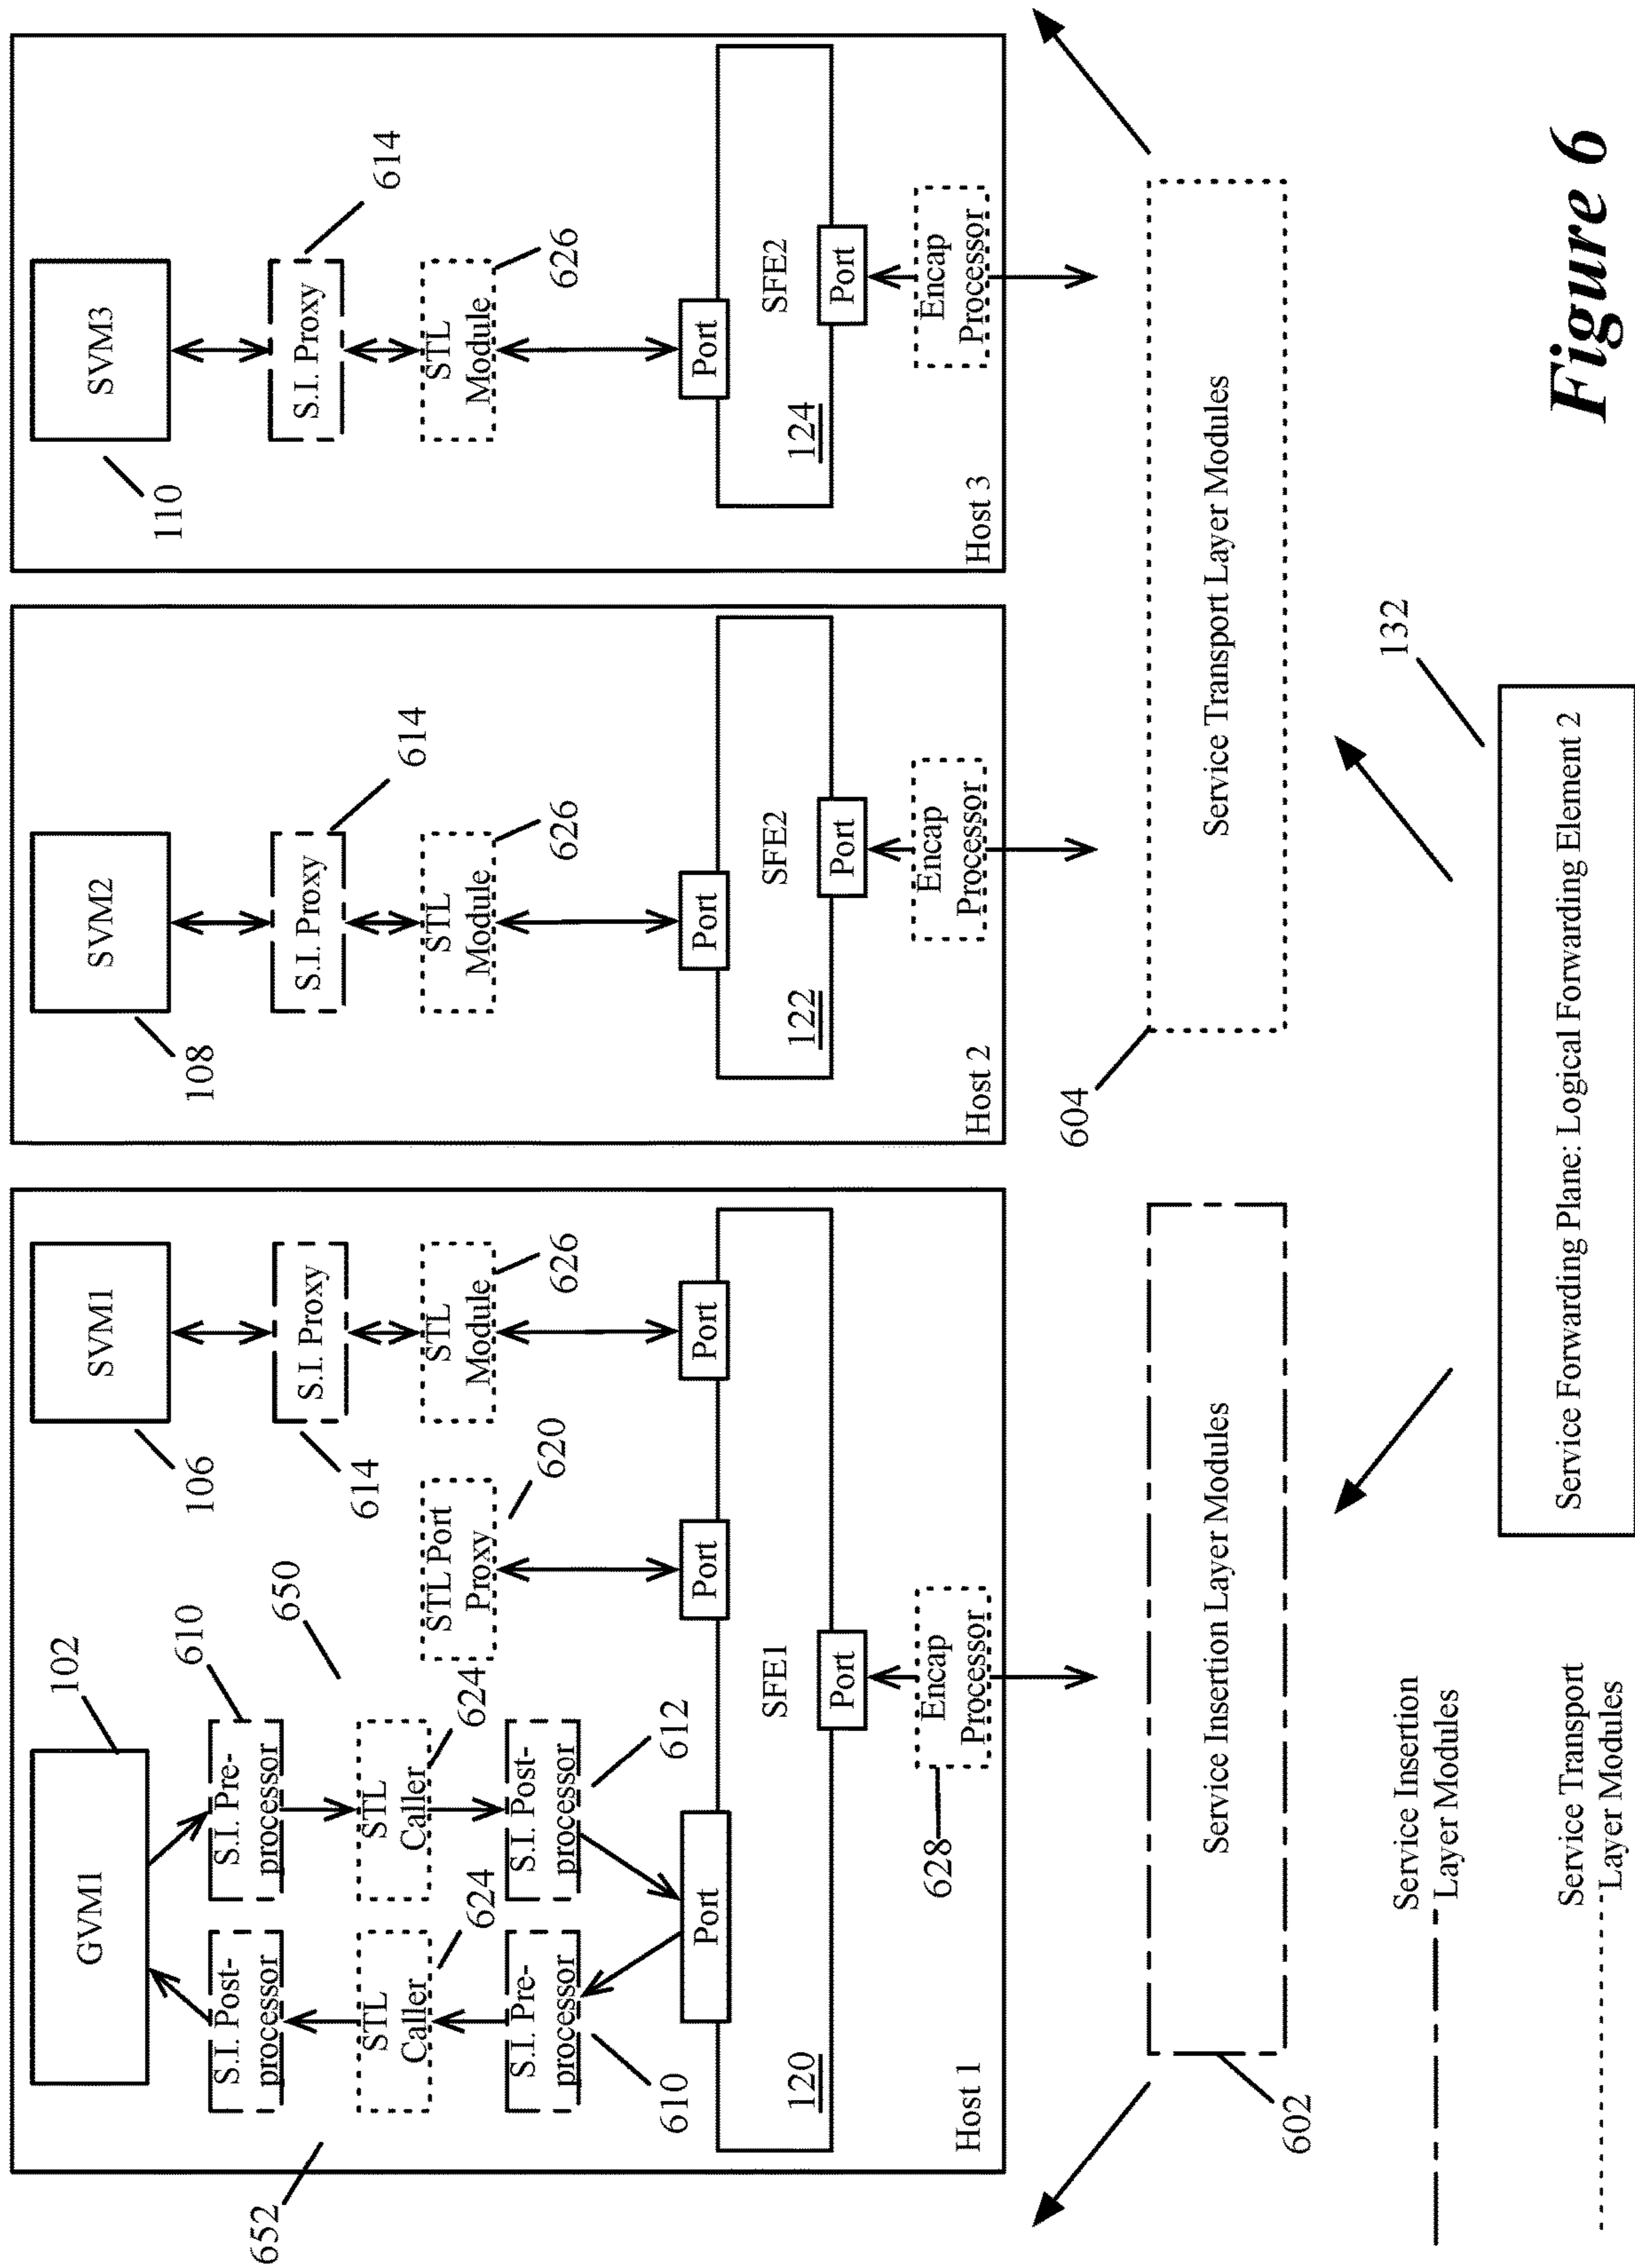 652
102
650
610
GVM1
S.I. Post-
processor
S.I. Pre-
processor
STL
Caller
624
STL
Caller
624
S.I. Pre-
processor
610
S.I. Post-
processor
612
STL Port
Proxy
620
SVM1
106
S.I. Proxy
614
STL
Module
626
Port
Port
Port
SFE1
120
Port
Encap
Processor
628
Host 1
SVM2
108
S.I. Proxy
614
STL
Module
626
Port
SFE2
122
Port
Encap
Processor
Host 2
SVM3
110
S.I. Proxy
614
STL
Module
626
Port
SFE2
124
Port
Encap
Processor
Host 3
Service Insertion Layer Modules
602
Service Transport Layer Modules
604
Service Forwarding Plane: Logical Forwarding Element 2
132
Service Insertion
Layer Modules
Service Transport
Layer Modules
Figure 6